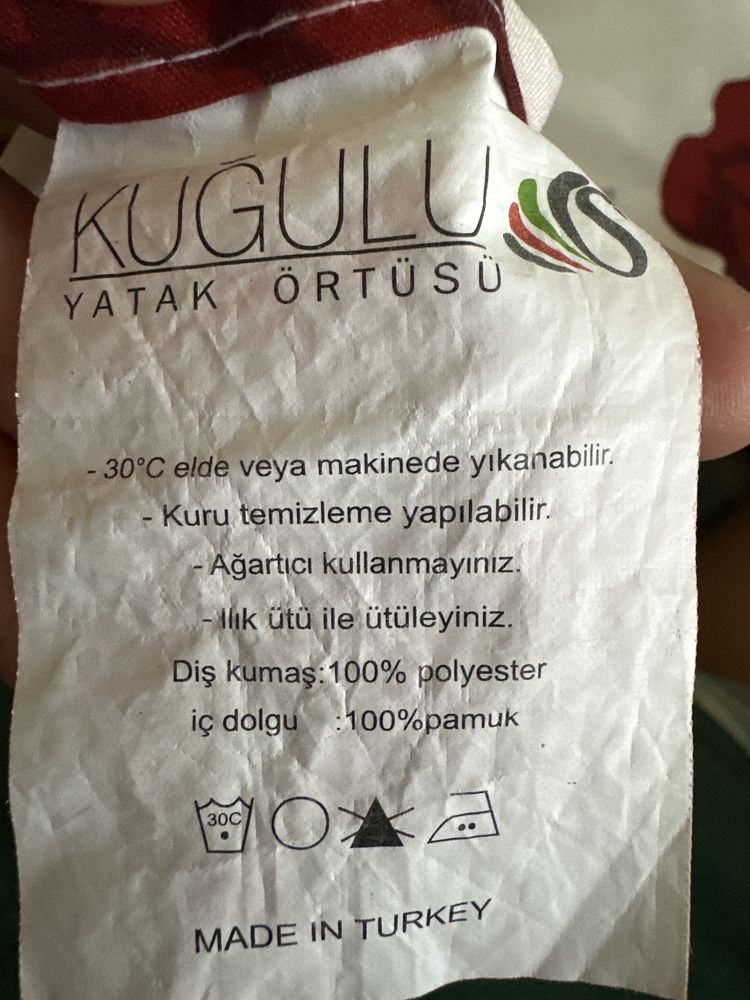 KUĞULU
YATAK ÖRTÜSÜ
- 30°C elde veya makinede yıkanabilir.
- Kuru temizleme yapılabilir.
- Ağartıcı kullanmayınız.
- Ilık ütü ile ütüleyiniz.
Diş kumaş:100% polyester
iç dolgu :100%pamuk
30C
MADE IN TURKEY